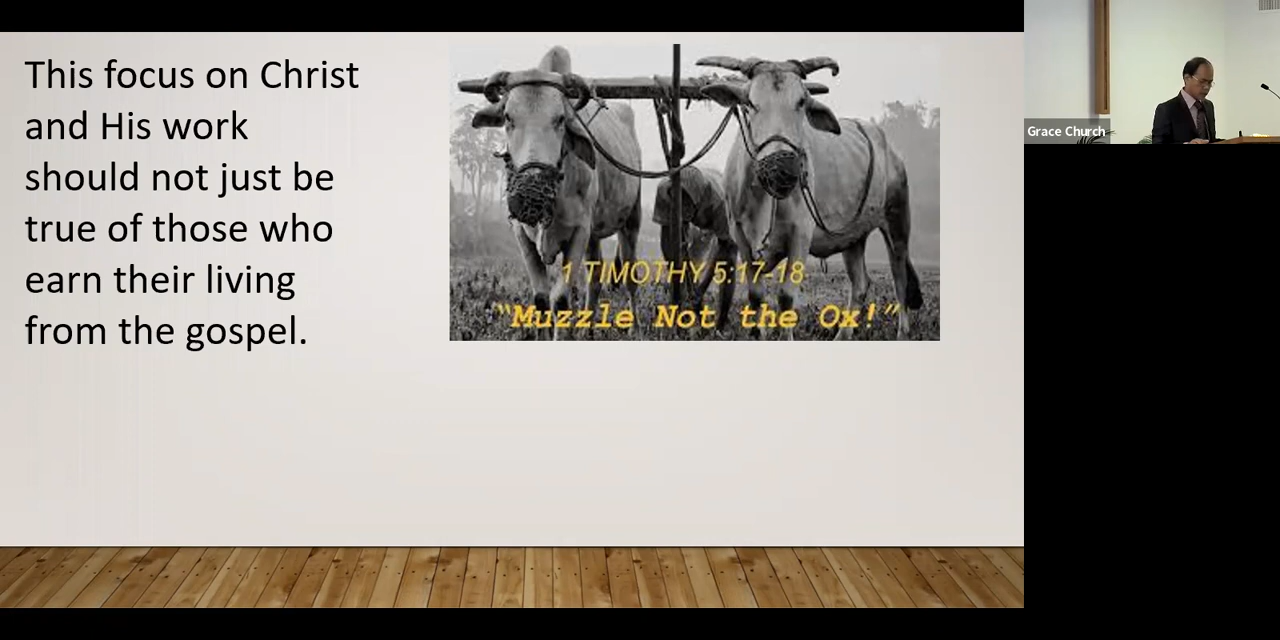 This focus on Christ
and His work
should not just be
true of those who
earn their living
from the gospel.
1 TIMOTHY 5:17-18
“Muzzle Not the Ox!”
Grace Church